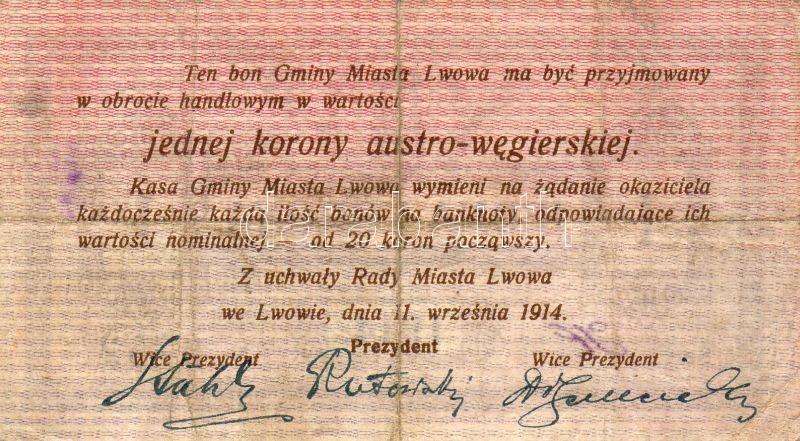 Ten bon Gminy Miasta Lwowa ma być przyjmowany
w obrocie handlowym w wartości
jednej korony austro-węgierskiej.
Kasa Gminy Miasta Lwowa wymieni na żądanie okaziciela
każdocześnie każdą ilość bonów na banknoty, odpowiadające ich
wartości nominalnej — od 20 koron począwszy.
Z uchwały Rady Miasta Lwowa
we Lwowie, dnia 11. września 1914.
Prezydent
Wice Prezydent Wice Prezydent
Stahl Rutowski